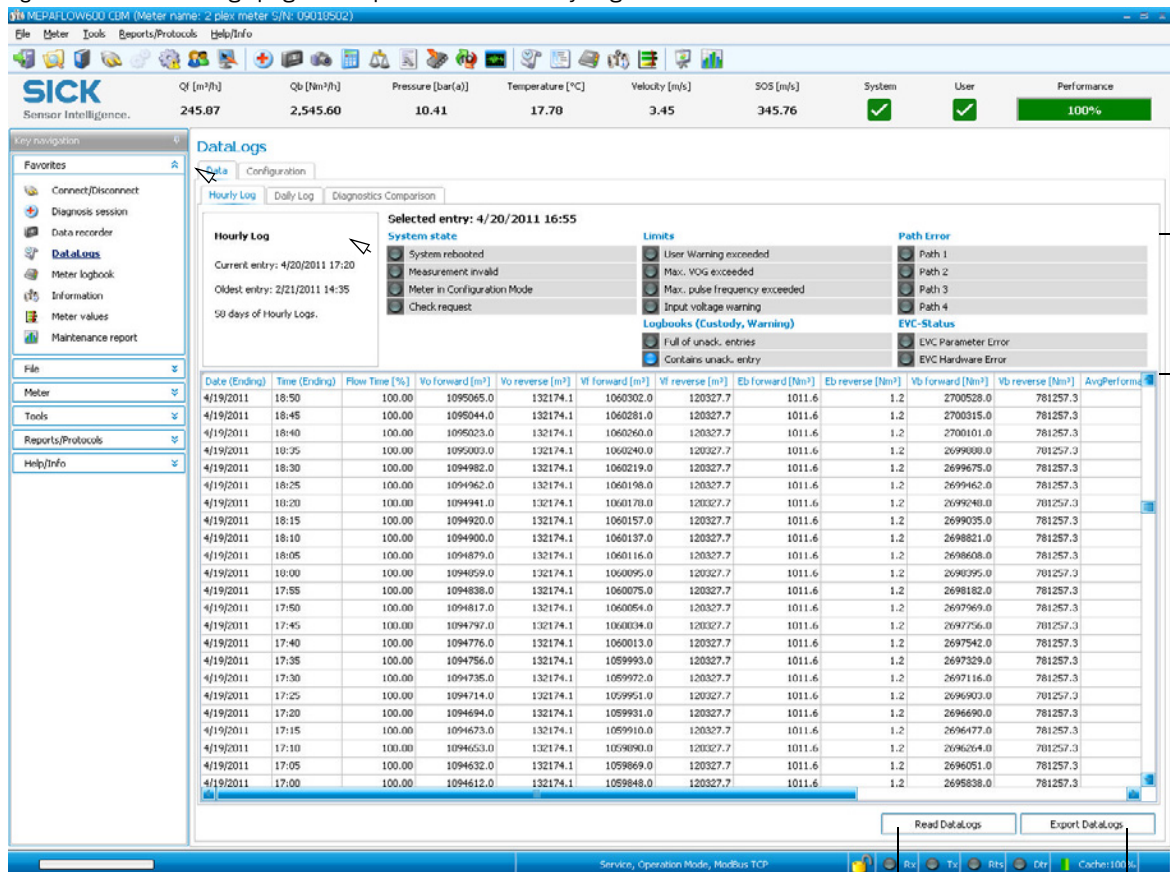 MEPAFLOW600 CBM (Meter name: 2 plex meter S/N: 09018502)
File Meter Tools Reports/Protocols Help/Info
SICK
Sensor Intelligence.
Qf [m³/h] Qb [Nm³/h] Pressure [bar(a)] Temperature [°C] Velocity [m/s] SOS [m/s] System User Performance
245.87 2,545.60 10.41 17.78 3.45 345.76 100%
Key navigation
Favorites
Connect/Disconnect
Diagnosis session
Data recorder
DataLogs
Meter logbook
Information
Meter values
Maintenance report
File
Meter
Tools
Reports/Protocols
Help/Info
DataLogs
Data Configuration
Hourly Log Daily Log Diagnostics Comparison
Hourly Log
Current entry: 4/20/2011 17:20
Oldest entry: 2/21/2011 14:35
58 days of Hourly Logs.
Selected entry: 4/20/2011 16:55
System state
System rebooted
Measurement invalid
Meter in Configuration Mode
Check request
Limits
User Warning exceeded
Max. VOG exceeded
Max. pulse frequency exceeded
Input voltage warning
Logbooks (Custody, Warning)
Full of unack. entries
Contains unack. entry
Path Error
Path 1
Path 2
Path 3
Path 4
EVC-Status
EVC Parameter Error
EVC Hardware Error
Date (Ending) Time (Ending) Flow Time [%] Vo forward [m³] Vo reverse [m³] Vf forward [m³] Vf reverse [m³] Eb forward [Nm³] Eb reverse [Nm³] Vb forward [Nm³] Vb reverse [Nm³] AvgPerforma
4/19/2011 18:50 100.00 1095065.0 132174.1 1060302.0 120327.7 1011.6 1.2 2700528.0 781257.3
4/19/2011 18:45 100.00 1095044.0 132174.1 1060281.0 120327.7 1011.6 1.2 2700315.0 781257.3
4/19/2011 18:40 100.00 1095023.0 132174.1 1060260.0 120327.7 1011.6 1.2 2700101.0 781257.3
4/19/2011 18:35 100.00 1095003.0 132174.1 1060240.0 120327.7 1011.6 1.2 2699888.0 781257.3
4/19/2011 18:30 100.00 1094982.0 132174.1 1060219.0 120327.7 1011.6 1.2 2699675.0 781257.3
4/19/2011 18:25 100.00 1094962.0 132174.1 1060198.0 120327.7 1011.6 1.2 2699462.0 781257.3
4/19/2011 18:20 100.00 1094941.0 132174.1 1060178.0 120327.7 1011.6 1.2 2699248.0 781257.3
4/19/2011 18:15 100.00 1094920.0 132174.1 1060157.0 120327.7 1011.6 1.2 2699035.0 781257.3
4/19/2011 18:10 100.00 1094900.0 132174.1 1060137.0 120327.7 1011.6 1.2 2698821.0 781257.3
4/19/2011 18:05 100.00 1094879.0 132174.1 1060116.0 120327.7 1011.6 1.2 2698608.0 781257.3
4/19/2011 18:00 100.00 1094859.0 132174.1 1060095.0 120327.7 1011.6 1.2 2698395.0 781257.3
4/19/2011 17:55 100.00 1094838.0 132174.1 1060075.0 120327.7 1011.6 1.2 2698182.0 781257.3
4/19/2011 17:50 100.00 1094817.0 132174.1 1060054.0 120327.7 1011.6 1.2 2697969.0 781257.3
4/19/2011 17:45 100.00 1094797.0 132174.1 1060034.0 120327.7 1011.6 1.2 2697756.0 781257.3
4/19/2011 17:40 100.00 1094776.0 132174.1 1060013.0 120327.7 1011.6 1.2 2697542.0 781257.3
4/19/2011 17:35 100.00 1094756.0 132174.1 1059993.0 120327.7 1011.6 1.2 2697329.0 781257.3
4/19/2011 17:30 100.00 1094735.0 132174.1 1059972.0 120327.7 1011.6 1.2 2697116.0 781257.3
4/19/2011 17:25 100.00 1094714.0 132174.1 1059951.0 120327.7 1011.6 1.2 2696903.0 781257.3
4/19/2011 17:20 100.00 1094694.0 132174.1 1059931.0 120327.7 1011.6 1.2 2696690.0 781257.3
4/19/2011 17:15 100.00 1094673.0 132174.1 1059910.0 120327.7 1011.6 1.2 2696477.0 781257.3
4/19/2011 17:10 100.00 1094653.0 132174.1 1059890.0 120327.7 1011.6 1.2 2696264.0 781257.3
4/19/2011 17:05 100.00 1094632.0 132174.1 1059869.0 120327.7 1011.6 1.2 2696051.0 781257.3
4/19/2011 17:00 100.00 1094612.0 132174.1 1059848.0 120327.7 1011.6 1.2 2695838.0 781257.3
Read DataLogs Export DataLogs
Service, Operation Mode, ModBus TCP Rx Tx Rts Dtr Cache:100%